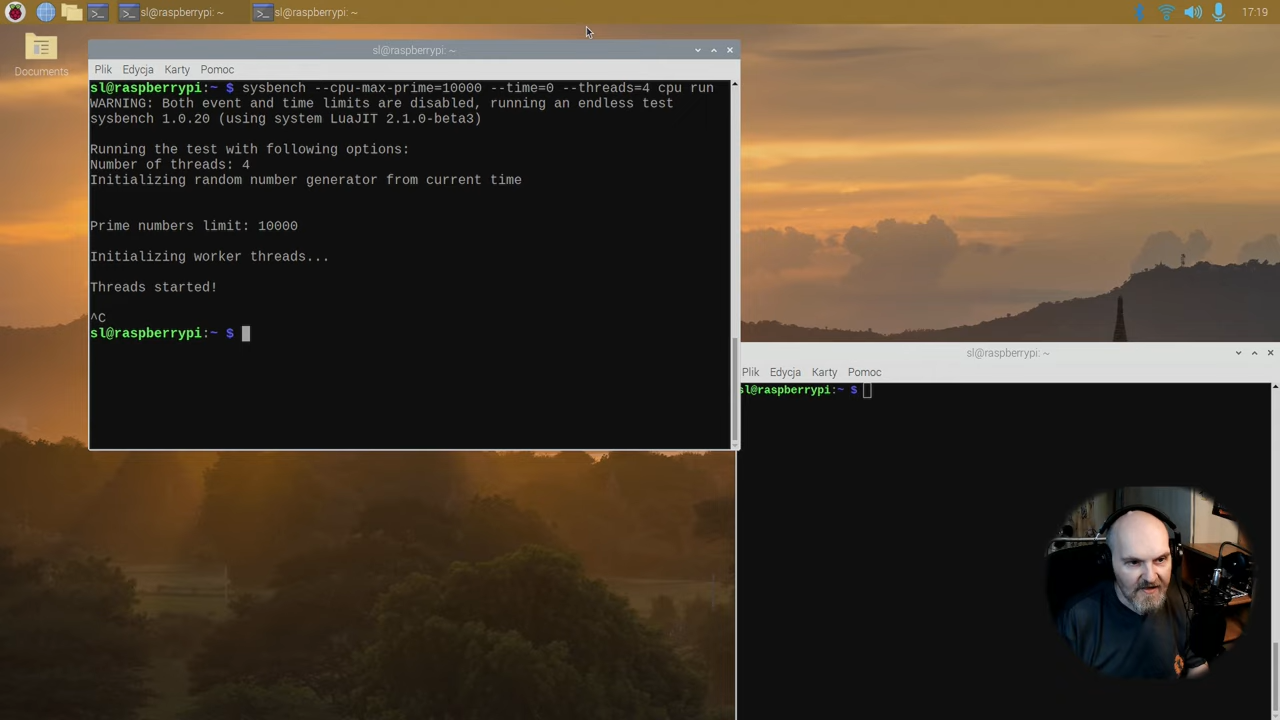 sl@raspberrypi: ~
sl@raspberrypi: ~
17:19
Documents
sl@raspberrypi: ~
Plik Edycja Karty Pomoc
sl@raspberrypi:~ $ sysbench --cpu-max-prime=10000 --time=0 --threads=4 cpu run
WARNING: Both event and time limits are disabled, running an endless test
sysbench 1.0.20 (using system LuaJIT 2.1.0-beta3)
Running the test with following options:
Number of threads: 4
Initializing random number generator from current time
Prime numbers limit: 10000
Initializing worker threads...
Threads started!
^C
sl@raspberrypi:~ $
sl@raspberrypi: ~
Plik Edycja Karty Pomoc
sl@raspberrypi:~ $